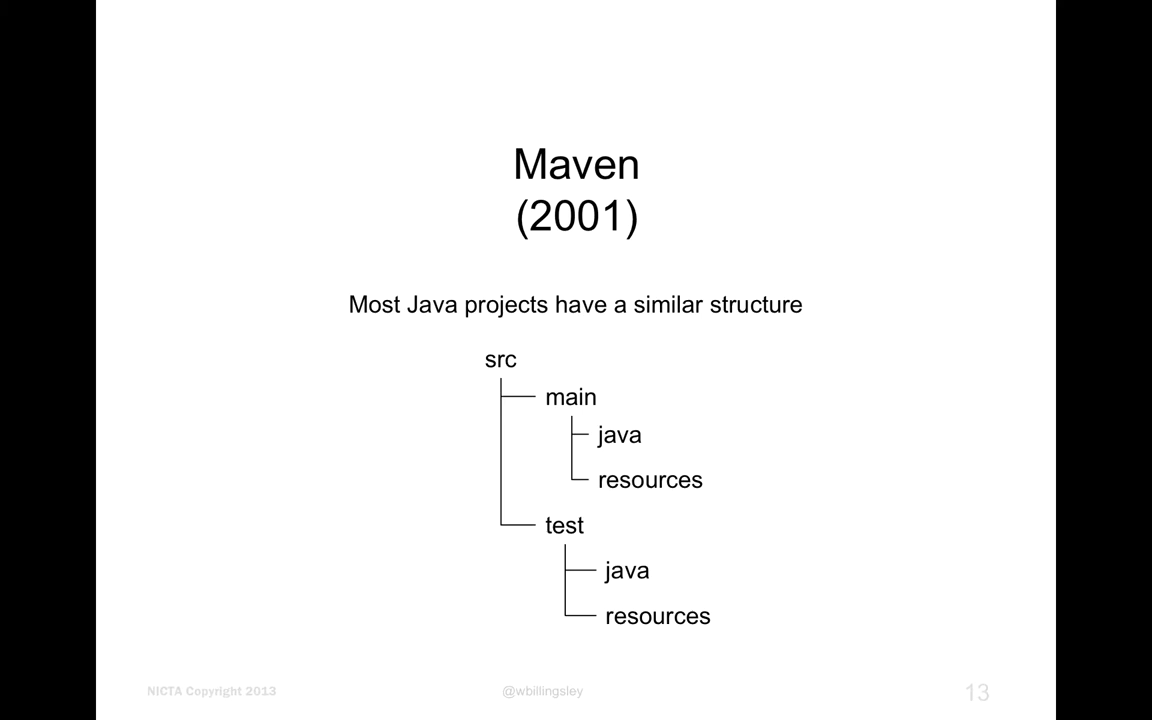 Maven
(2001)
Most Java projects have a similar structure
src
main
java
resources
test
java
resources
NICTA Copyright 2013
@wbillingsley
13